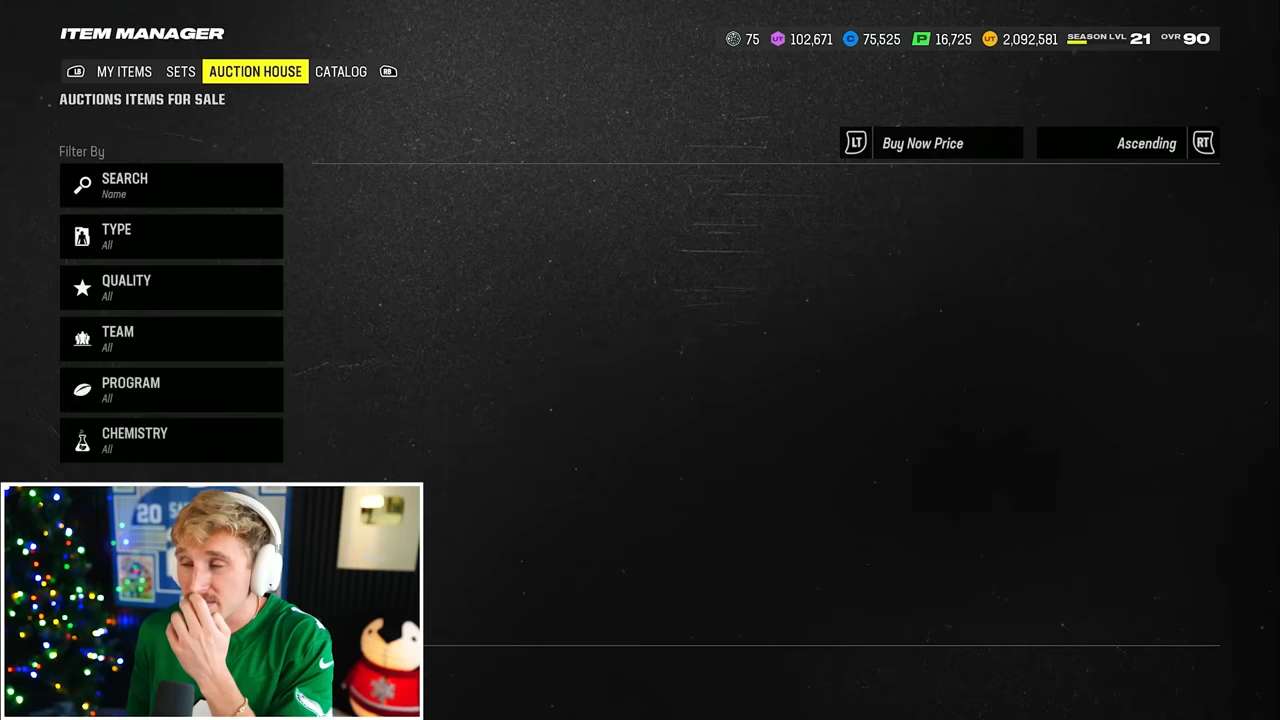 ITEM MANAGER
75 UT 102,671 C 75,525 P 16,725 UT 2,092,581 SEASON LVL 21 OVR 90
LB MY ITEMS SETS AUCTION HOUSE CATALOG RB
AUCTIONS ITEMS FOR SALE
LT Buy Now Price Ascending RT
Filter By
SEARCH
Name
TYPE
All
QUALITY
All
TEAM
All
PROGRAM
All
CHEMISTRY
All
20